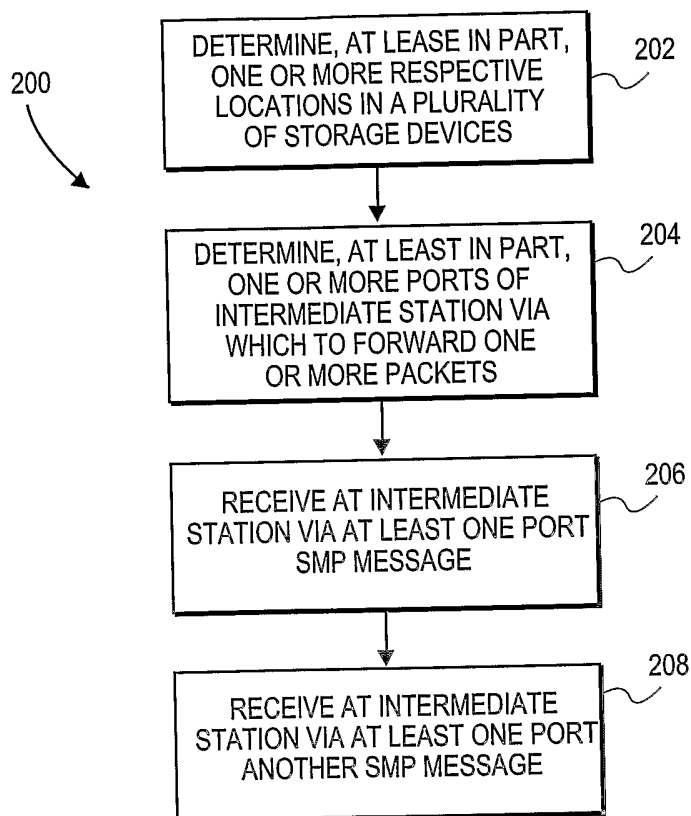 200
DETERMINE, AT LEASE IN PART,
ONE OR MORE RESPECTIVE
LOCATIONS IN A PLURALITY
OF STORAGE DEVICES
202
DETERMINE, AT LEAST IN PART,
ONE OR MORE PORTS OF
INTERMEDIATE STATION VIA
WHICH TO FORWARD ONE
OR MORE PACKETS
204
RECEIVE AT INTERMEDIATE
STATION VIA AT LEAST ONE PORT
SMP MESSAGE
206
RECEIVE AT INTERMEDIATE
STATION VIA AT LEAST ONE PORT
ANOTHER SMP MESSAGE
208